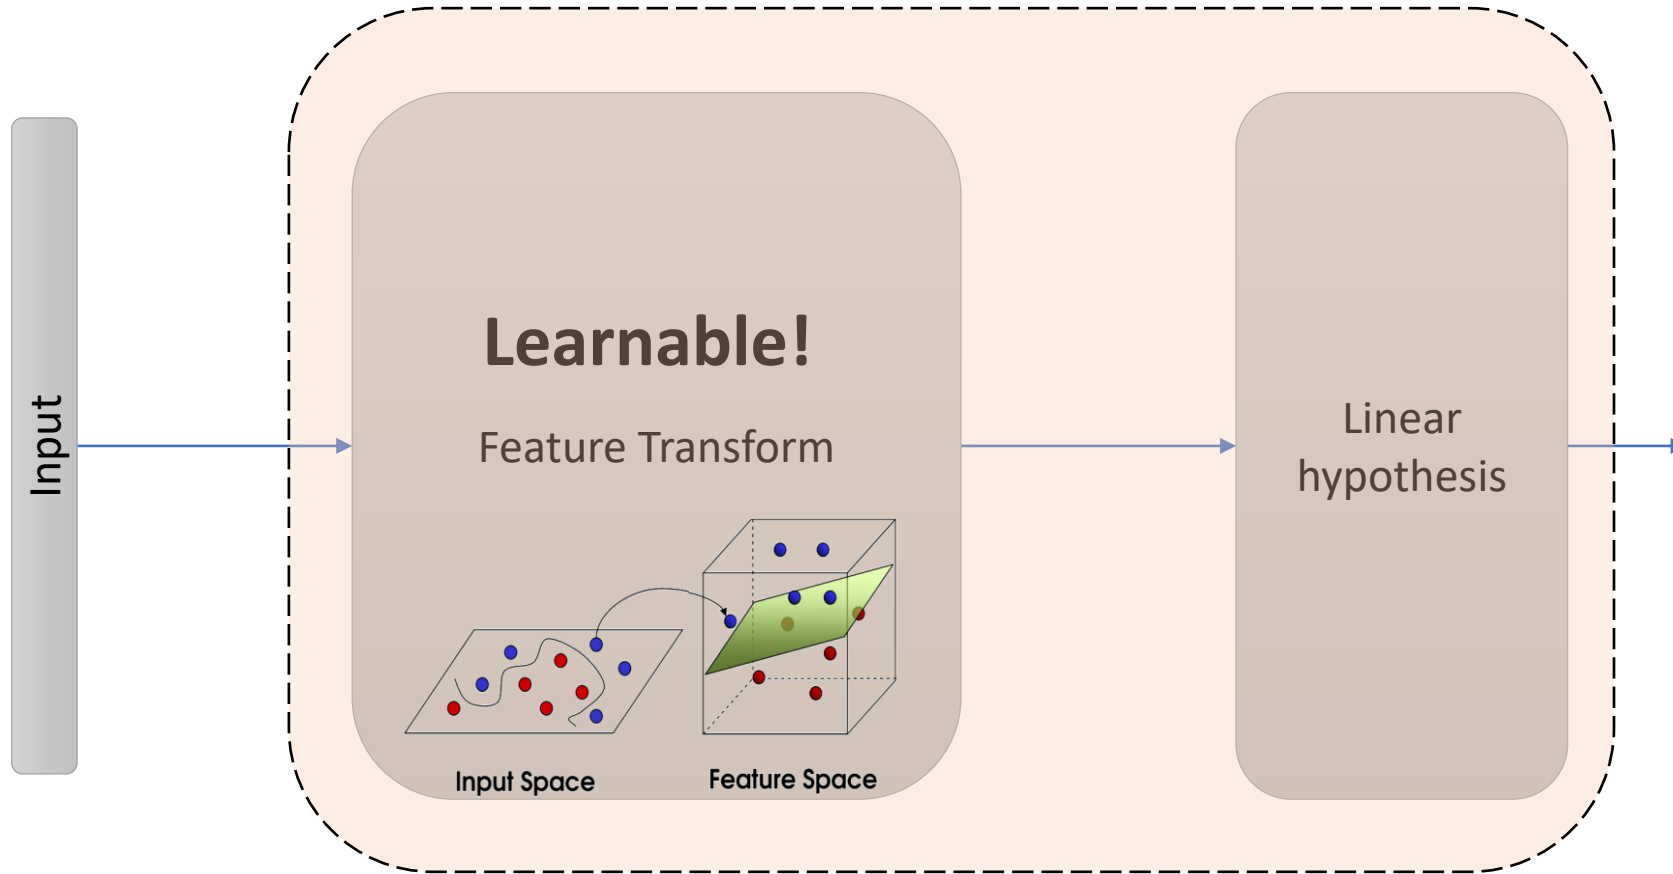 Input
Learnable!
Feature Transform
Input Space
Feature Space
Linear
hypothesis